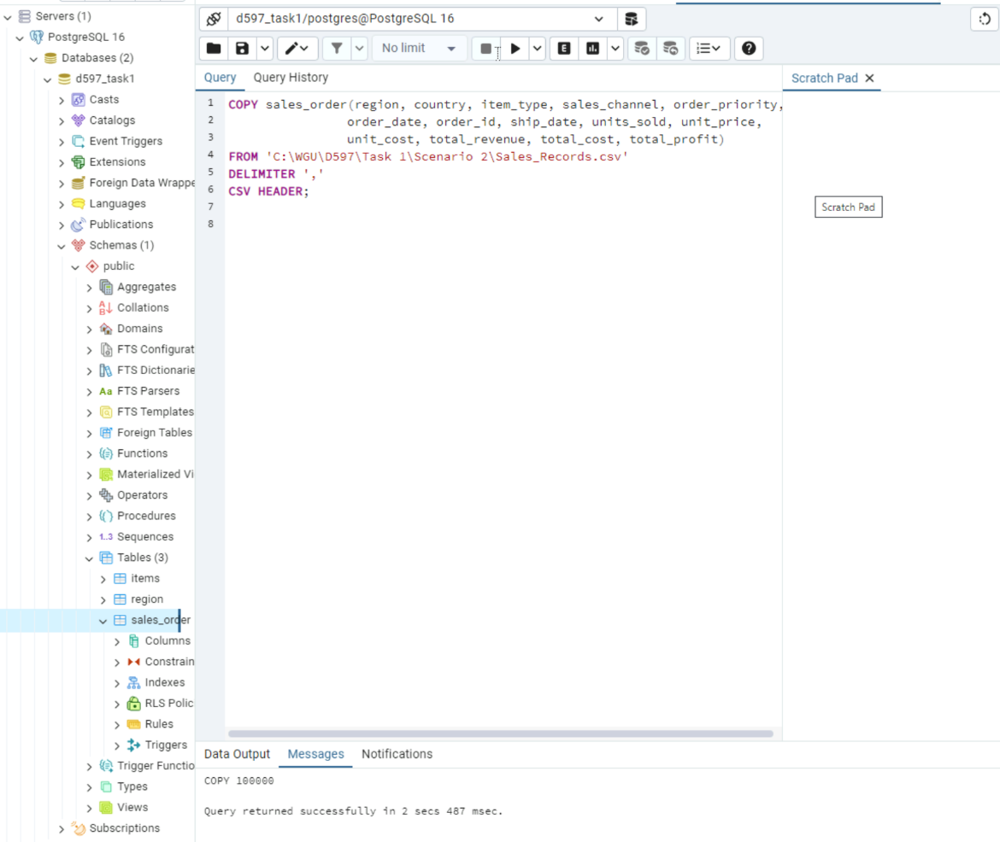 Servers (1)
PostgreSQL 16
Databases (2)
d597_task1
Casts
Catalogs
Event Triggers
Extensions
Foreign Data Wrappe
Languages
Publications
Schemas (1)
public
Aggregates
Collations
Domains
FTS Configurat
FTS Dictionarie
Aa FTS Parsers
FTS Templates
Foreign Tables
Functions
Materialized Vi
Operators
Procedures
1..3 Sequences
Tables (3)
items
region
sales_order
Columns
Constrain
Indexes
RLS Polic
Rules
Triggers
Trigger Functio
Types
Views
Subscriptions
d597_task1/postgres@PostgreSQL 16
No limit
E
Query Query History
1 COPY sales_order(region, country, item_type, sales_channel, order_priority,
2 order_date, order_id, ship_date, units_sold, unit_price,
3 unit_cost, total_revenue, total_cost, total_profit)
4 FROM 'C:\WGU\D597\Task 1\Scenario 2\Sales_Records.csv'
5 DELIMITER ','
6 CSV HEADER;
7
8
Scratch Pad
Scratch Pad
Data Output Messages Notifications
COPY 100000
Query returned successfully in 2 secs 487 msec.